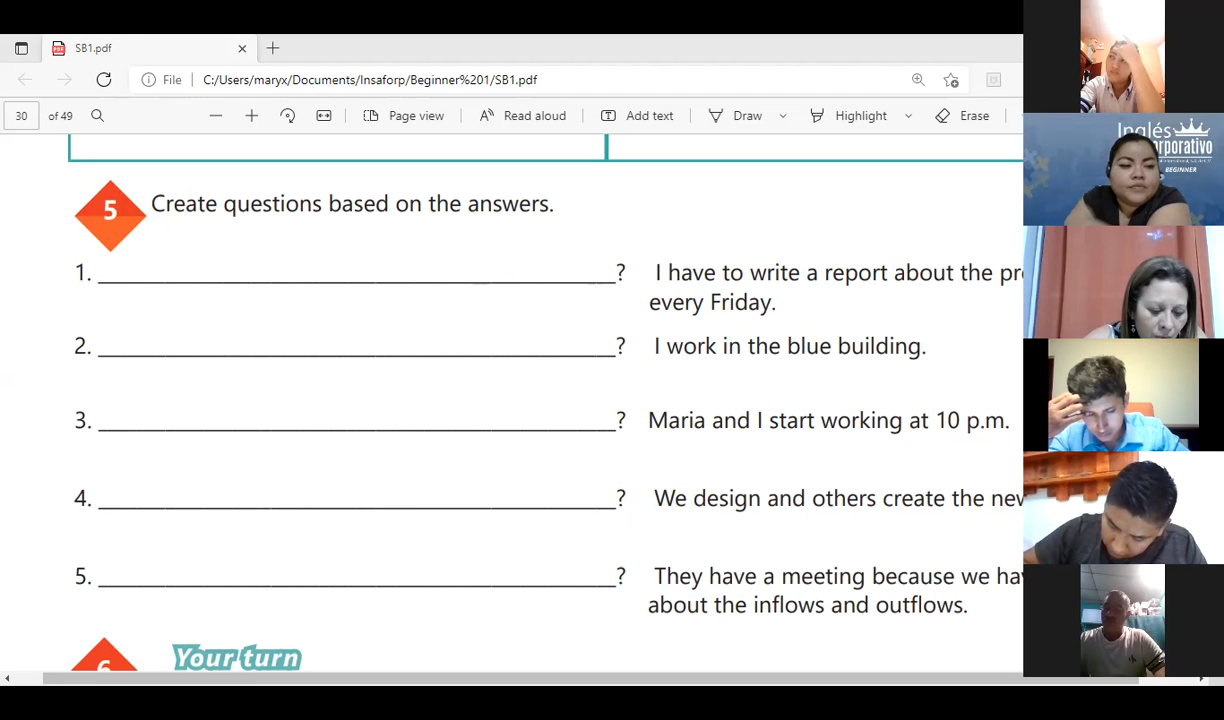 SB1.pdf
File C:/Users/maryx/Documents/Insaforp/Beginner%201/SB1.pdf
30 of 49 Page view Read aloud Add text Draw Highlight Erase
Inglés
BEGINNER
5 Create questions based on the answers.
1. ? I have to write a report about the
every Friday.
2. ? I work in the blue building.
3. ? Maria and I start working at 10 p.m.
4. ? We design and others create the
5. ? They have a meeting because we
about the inflows and outflows.
6 Your turn